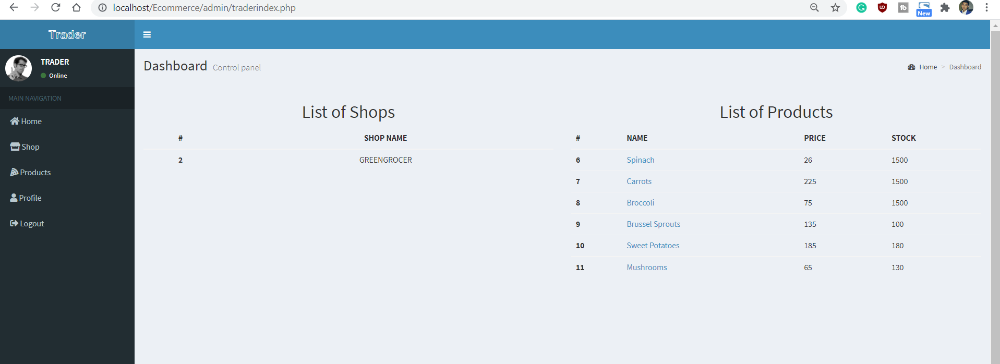 localhost/Ecommerce/admin/traderindex.php
New
Trader
TRADER
Online
MAIN NAVIGATION
Home
Shop
Products
Profile
Logout
Dashboard Control panel
Home > Dashboard
List of Shops
# SHOP NAME
2 GREENGROCER
List of Products
# NAME PRICE STOCK
6 Spinach 26 1500
7 Carrots 225 1500
8 Broccoli 75 1500
9 Brussel Sprouts 135 100
10 Sweet Potatoes 185 180
11 Mushrooms 65 130